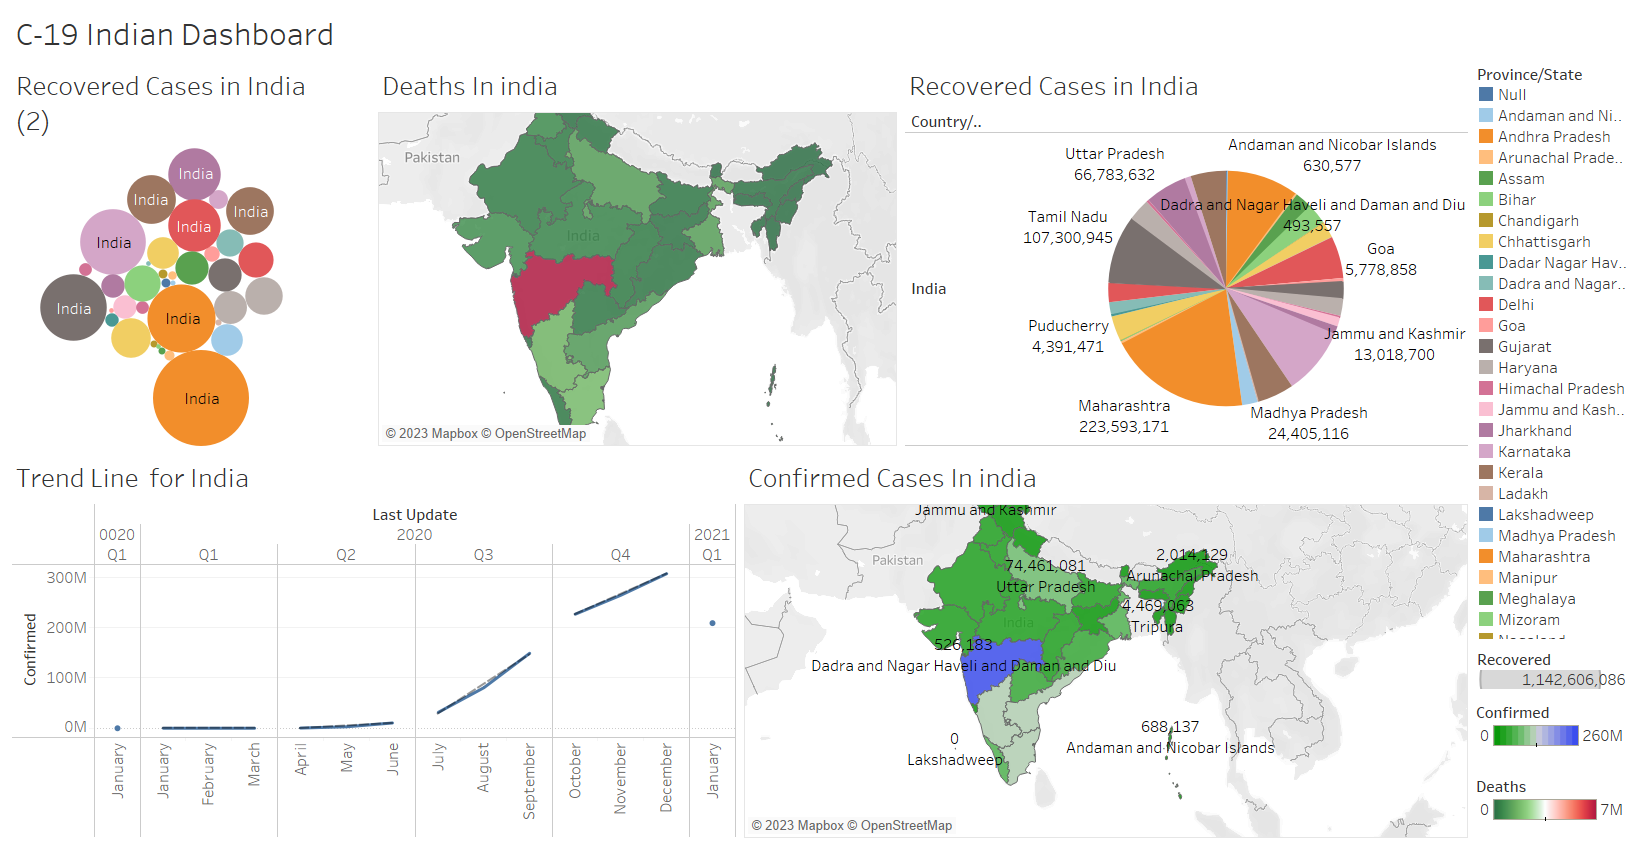 C-19 Indian Dashboard
Recovered Cases in India
(2)
India
India
India
India
India
India
India
India
Deaths In india
Pakistan
India
© 2023 Mapbox © OpenStreetMap
Recovered Cases in India
Country/..
India
Andaman and Nicobar Islands
630,577
Uttar Pradesh
66,783,632
Dadra and Nagar Haveli and Daman and Diu
493,557
Tamil Nadu
107,300,945
Goa
5,778,858
Puducherry
4,391,471
Jammu and Kashmir
13,018,700
Maharashtra
223,593,171
Madhya Pradesh
24,405,116
Trend Line for India
Last Update
0020
2020
2021
Q1
Q1
Q2
Q3
Q4
Q1
Confirmed
300M
200M
100M
0M
January
January
February
March
April
May
June
July
August
September
October
November
December
January
Confirmed Cases In india
Jammu and Kashmir
Pakistan
74,461,081
Uttar Pradesh
2,014,129
Arunachal Pradesh
4,469,063
Tripura
India
526,183
Dadra and Nagar Haveli and Daman and Diu
0
Lakshadweep
688,137
Andaman and Nicobar Islands
© 2023 Mapbox © OpenStreetMap
Province/State
Null
Andaman and Ni..
Andhra Pradesh
Arunachal Prade..
Assam
Bihar
Chandigarh
Chhattisgarh
Dadar Nagar Hav..
Dadra and Nagar..
Delhi
Goa
Gujarat
Haryana
Himachal Pradesh
Jammu and Kash..
Jharkhand
Karnataka
Kerala
Ladakh
Lakshadweep
Madhya Pradesh
Maharashtra
Manipur
Meghalaya
Mizoram
Recovered
1,142,606,086
Confirmed
0
260M
Deaths
0
7M